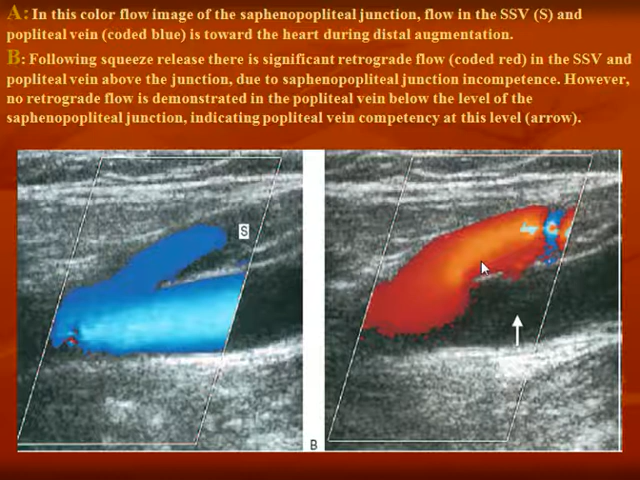 A: In this color flow image of the saphenopopliteal junction, flow in the SSV (S) and
popliteal vein (coded blue) is toward the heart during distal augmentation.
B: Following squeeze release there is significant retrograde flow (coded red) in the SSV and
popliteal vein above the junction, due to saphenopopliteal junction incompetence. However,
no retrograde flow is demonstrated in the popliteal vein below the level of the
saphenopopliteal junction, indicating popliteal vein competency at this level (arrow).
S
B